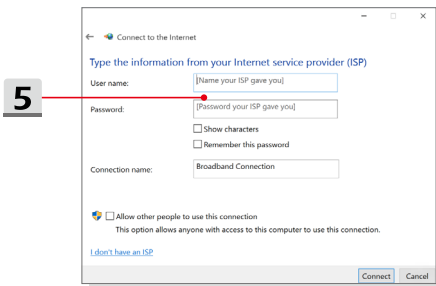 Connect to the Internet
Type the information from your Internet service provider (ISP)
User name:
[Name your ISP gave you]
5
Password:
[Password your ISP gave you]
Show characters
Remember this password
Connection name:
Broadband Connection
Allow other people to use this connection
This option allows anyone with access to this computer to use this connection.
I don't have an ISP
Connect
Cancel